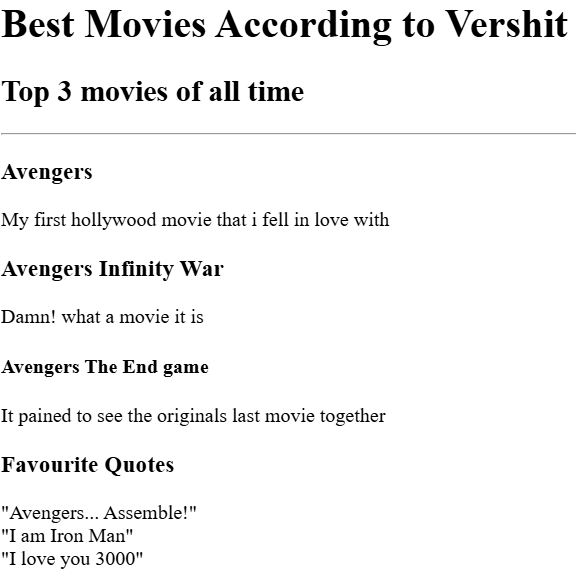 Best Movies According to Vershit
Top 3 movies of all time
Avengers
My first hollywood movie that i fell in love with
Avengers Infinity War
Damn! what a movie it is
Avengers The End game
It pained to see the originals last movie together
Favourite Quotes
"Avengers... Assemble!"
"I am Iron Man"
"I love you 3000"